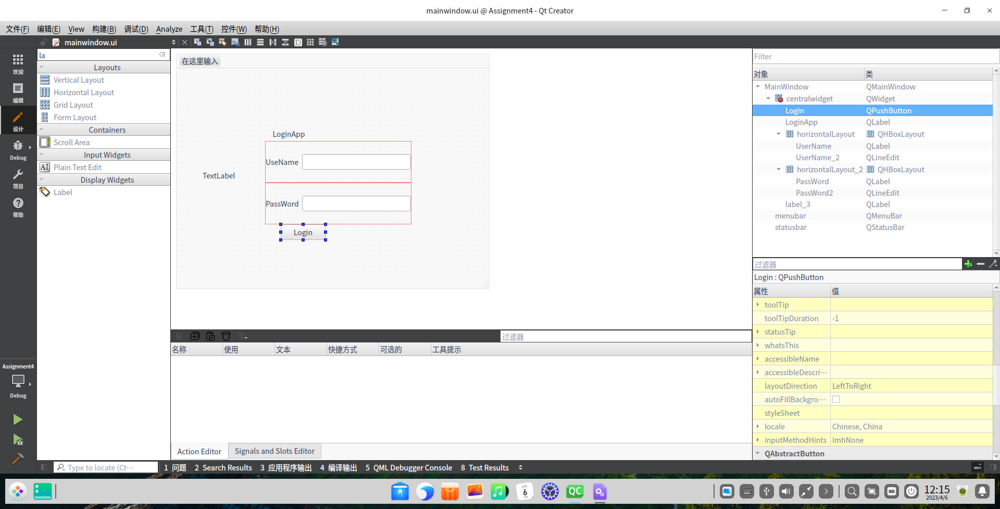 mainwindow.ui @ Assignment4 - Qt Creator
文件(F) 编辑(E) View 构建(B) 调试(D) Analyze 工具(T) 控件(W) 帮助(H)
mainwindow.ui
欢迎
编辑
设计
Debug
项目
帮助
Assignment4
Debug
la
Layouts
Vertical Layout
Horizontal Layout
Grid Layout
Form Layout
Containers
Scroll Area
Input Widgets
Plain Text Edit
Display Widgets
Label
在这里输入
LoginApp
UseName
TextLabel
PassWord
Login
过滤器
名称 使用 文本 快捷方式 可选的 工具提示
Action Editor Signals and Slots Editor
Filter
对象 类
MainWindow QMainWindow
centralwidget QWidget
Login QPushButton
LoginApp QLabel
horizontalLayout QHBoxLayout
UserName QLabel
UserName_2 QLineEdit
horizontalLayout_2 QHBoxLayout
PassWord QLabel
PassWord2 QLineEdit
label_3 QLabel
menubar QMenuBar
statusbar QStatusBar
过滤器
Login : QPushButton
属性 值
toolTip
toolTipDuration -1
statusTip
whatsThis
accessibleName
accessibleDescri···
layoutDirection LeftToRight
autoFillBackgro···
styleSheet
locale Chinese, China
inputMethodHints ImhNone
QAbstractButton
Type to locate (Ct··· 1 问题 2 Search Results 3 应用程序输出 4 编译输出 5 QML Debugger Console 8 Test Results
APR
6
QC
12:15
2023/4/6